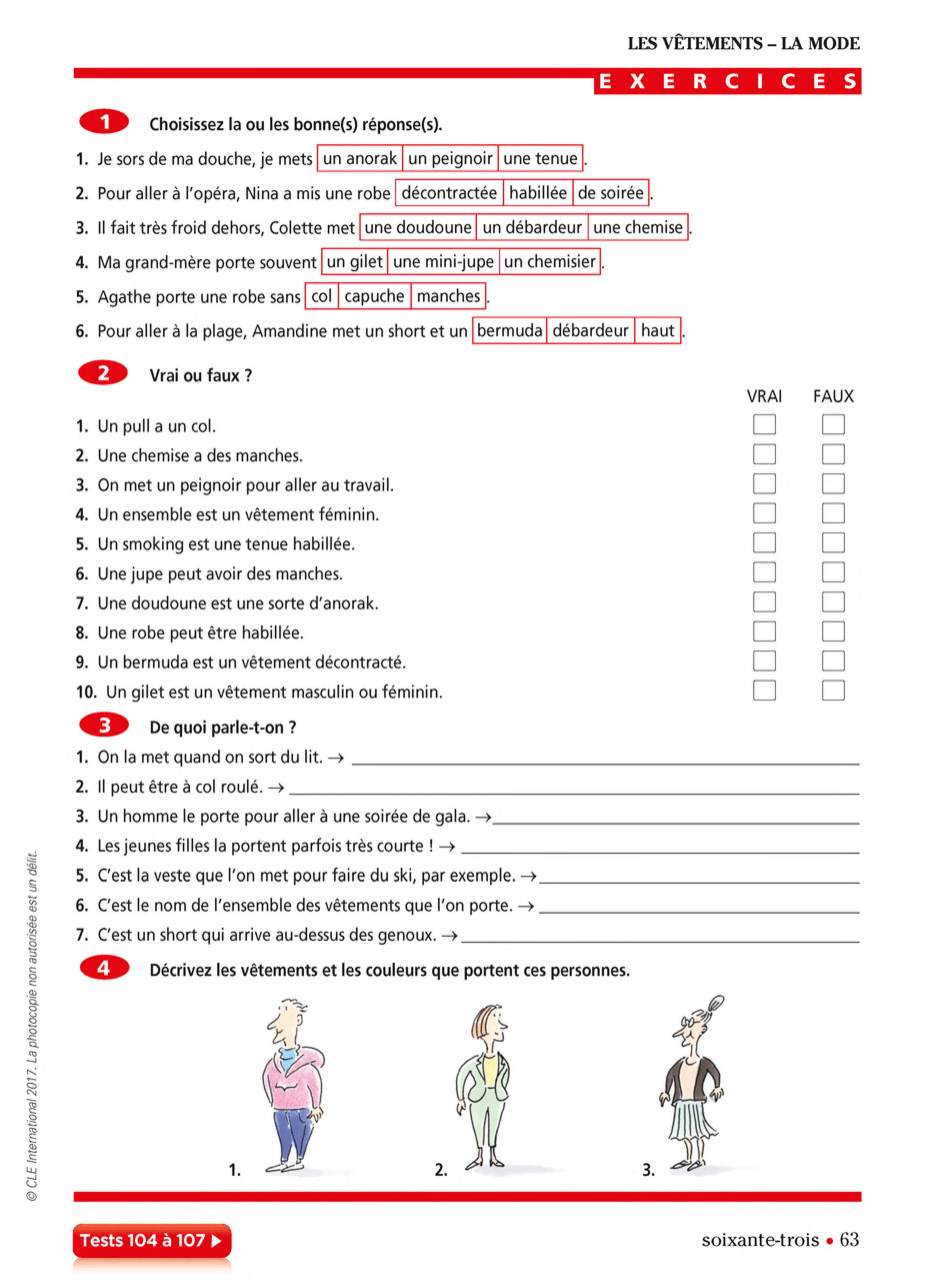 LES VÊTEMENTS – LA MODE
EXERCICES
1 Choisissez la ou les bonne(s) réponse(s).
1. Je sors de ma douche, je mets un anorak un peignoir une tenue.
2. Pour aller à l'opéra, Nina a mis une robe décontractée habillée de soirée.
3. Il fait très froid dehors, Colette met une doudoune un débardeur une chemise.
4. Ma grand-mère porte souvent un gilet une mini-jupe un chemisier.
5. Agathe porte une robe sans col capuche manches.
6. Pour aller à la plage, Amandine met un short et un bermuda débardeur haut.
2 Vrai ou faux ?
VRAI FAUX
1. Un pull a un col.
2. Une chemise a des manches.
3. On met un peignoir pour aller au travail.
4. Un ensemble est un vêtement féminin.
5. Un smoking est une tenue habillée.
6. Une jupe peut avoir des manches.
7. Une doudoune est une sorte d'anorak.
8. Une robe peut être habillée.
9. Un bermuda est un vêtement décontracté.
10. Un gilet est un vêtement masculin ou féminin.
3 De quoi parle-t-on ?
1. On la met quand on sort du lit. →
2. Il peut être à col roulé. →
3. Un homme le porte pour aller à une soirée de gala. →
4. Les jeunes filles la portent parfois très courte ! →
5. C'est la veste que l'on met pour faire du ski, par exemple. →
6. C'est le nom de l'ensemble des vêtements que l'on porte. →
7. C'est un short qui arrive au-dessus des genoux. →
4 Décrivez les vêtements et les couleurs que portent ces personnes.
1. 2. 3.
© CLE International 2017. La photocopie non autorisée est un délit.
Tests 104 à 107 ▶
soixante-trois • 63